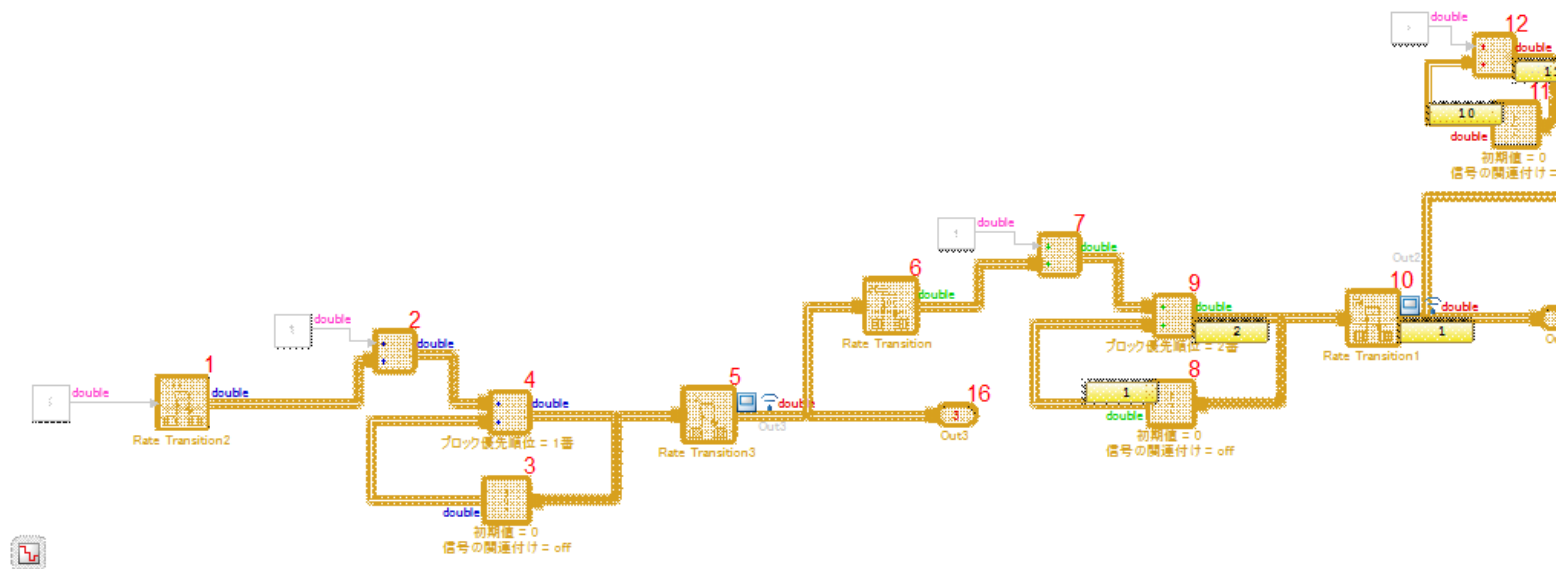 double
12
double
11
11
10
double
初期値 = 0
信号の関連付け =
double
7
double
Out2
6
double
9
double
10
double
2
1
Rate Transition
ブロック優先順位 = 2番
Rate Transition1
8
1
double
初期値 = 0
信号の関連付け = off
double
2
double
1
double
double
4
double
5
double
16
3
Out3
Out3
Rate Transition2
ブロック優先順位 = 1番
Rate Transition3
3
double
初期値 = 0
信号の関連付け = off